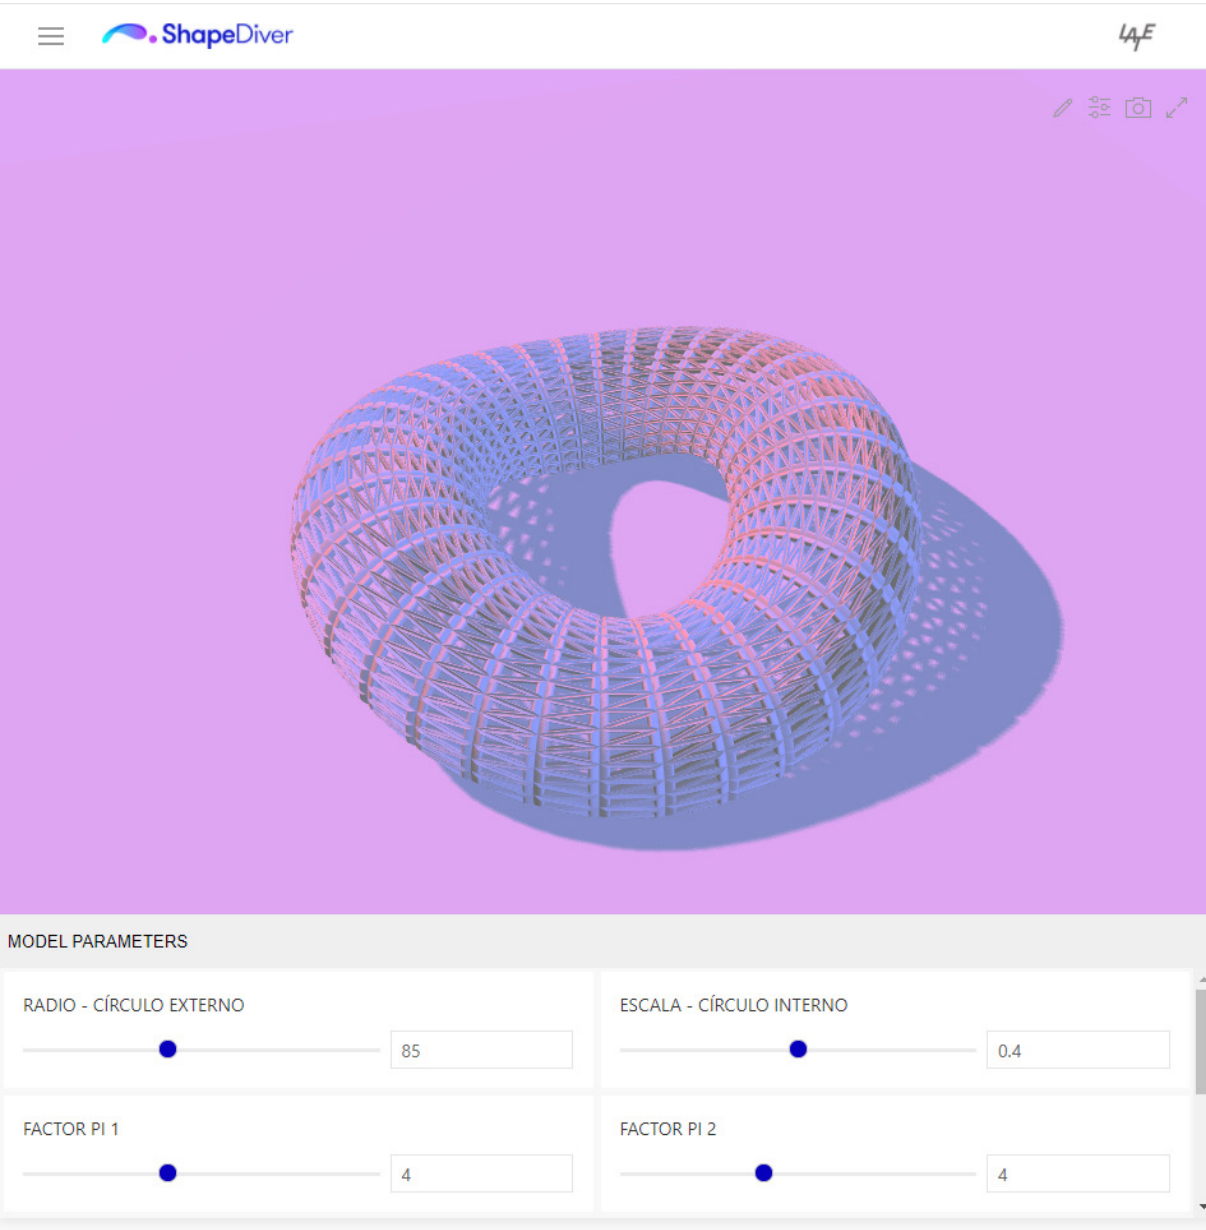 ShapeDiver
LAE
MODEL PARAMETERS
RADIO - CÍRCULO EXTERNO
85
ESCALA - CÍRCULO INTERNO
0.4
FACTOR PI 1
4
FACTOR PI 2
4